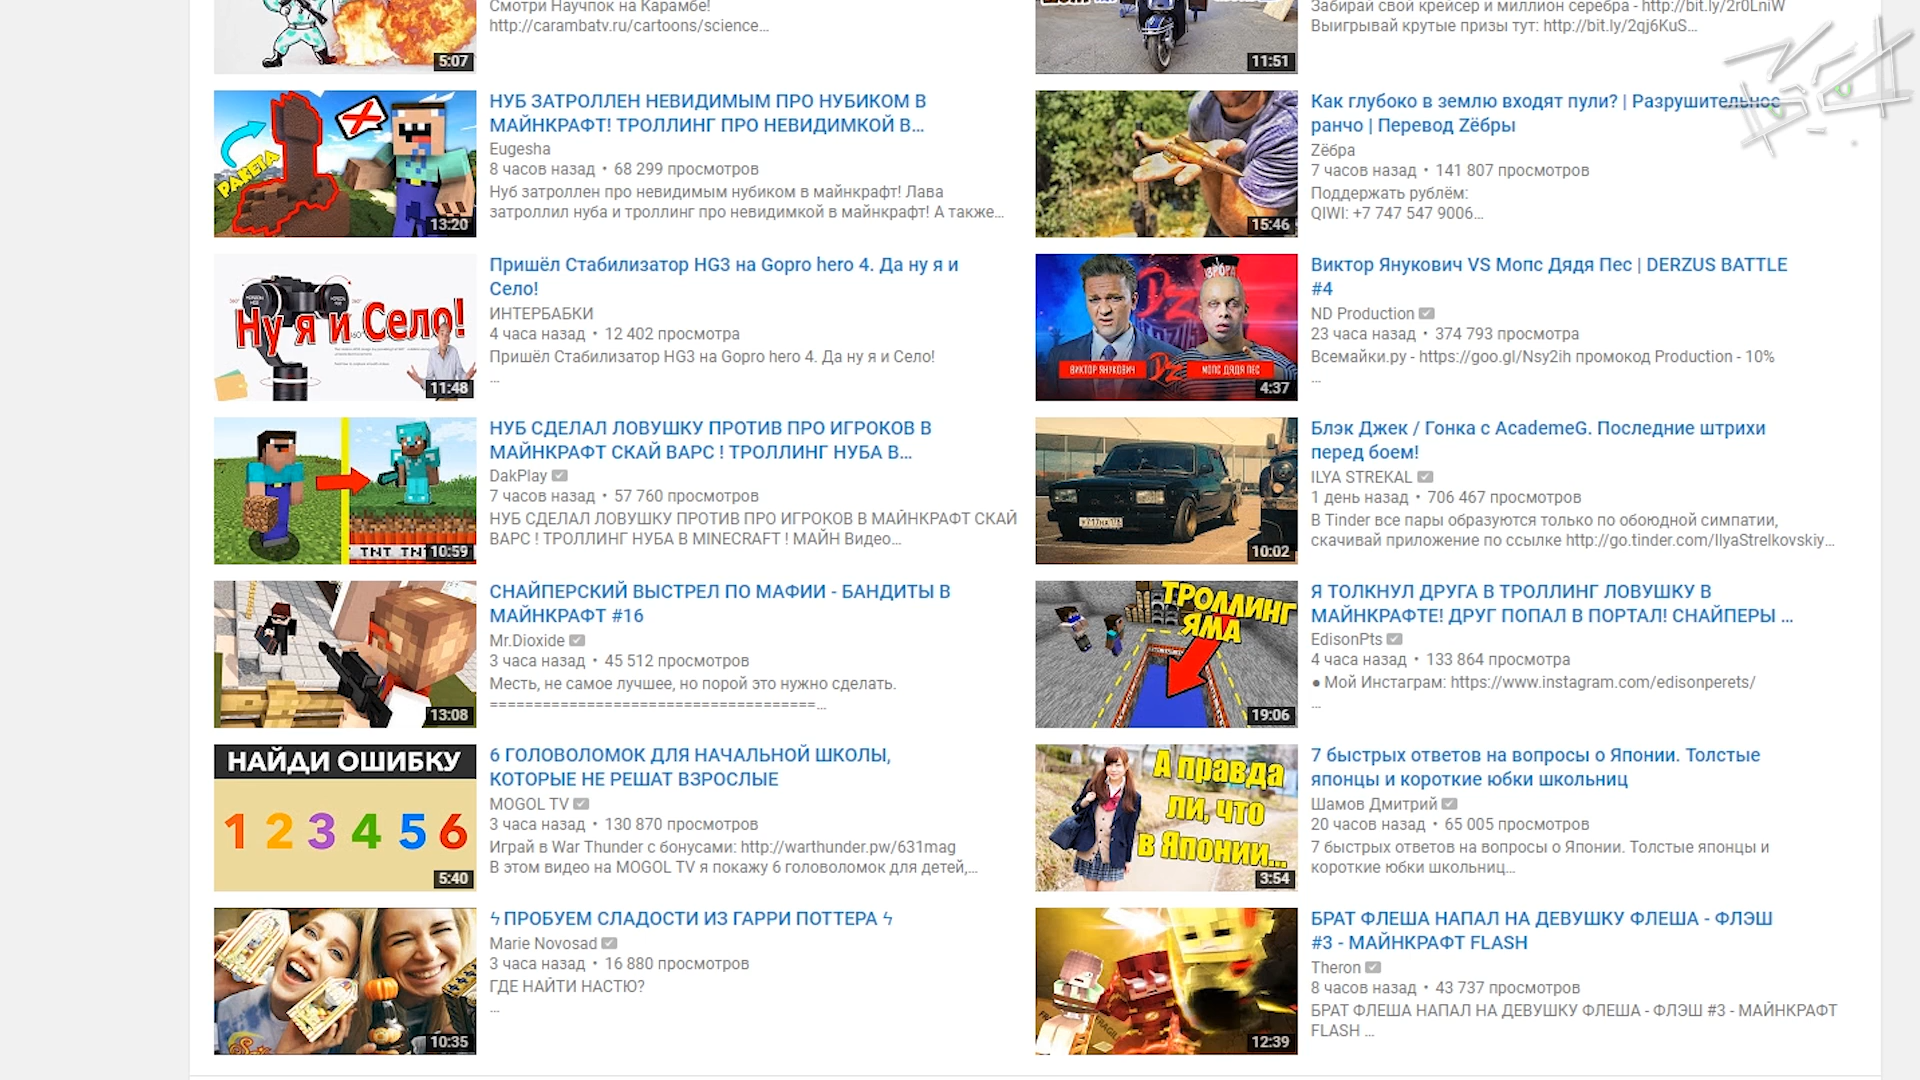 Смотри Научпок на Карамбе!
http://carambatv.ru/cartoons/science...
5:07
Забирай свой крейсер и миллион серебра - http://bit.ly/2r0LniW
Выигрывай крутые призы тут: http://bit.ly/2qj6KuS...
11:51
РАКЕТА
13:20
НУБ ЗАТРОЛЛЕН НЕВИДИМЫМ ПРО НУБИКОМ В
МАЙНКРАФТ! ТРОЛЛИНГ ПРО НЕВИДИМКОЙ В...
Eugesha
8 часов назад • 68 299 просмотров
Нуб затроллен про невидимым нубиком в майнкрафт! Лава
затроллил нуба и троллинг про невидимкой в майнкрафт! А также...
15:46
Как глубоко в землю входят пули? | Разрушительное
ранчо | Перевод Zёбры
Zёбра
7 часов назад • 141 807 просмотров
Поддержать рублём:
QIWI: +7 747 547 9006...
Ну я и Село!
11:48
Пришёл Стабилизатор HG3 на Gopro hero 4. Да ну я и
Село!
ИНТЕРБАБКИ
4 часа назад • 12 402 просмотра
Пришёл Стабилизатор HG3 на Gopro hero 4. Да ну я и Село!
...
ВИКТОР ЯНУКОВИЧ
МОПС ДЯДЯ ПЕС
4:37
Виктор Янукович VS Мопс Дядя Пес | DERZUS BATTLE
#4
ND Production
23 часа назад • 374 793 просмотра
Всемайки.ру - https://goo.gl/Nsy2ih промокод Production - 10%
...
TNT TNT
10:59
НУБ СДЕЛАЛ ЛОВУШКУ ПРОТИВ ПРО ИГРОКОВ В
МАЙНКРАФТ СКАЙ ВАРС ! ТРОЛЛИНГ НУБА В...
DakPlay
7 часов назад • 57 760 просмотров
НУБ СДЕЛАЛ ЛОВУШКУ ПРОТИВ ПРО ИГРОКОВ В МАЙНКРАФТ СКАЙ
ВАРС ! ТРОЛЛИНГ НУБА В MINECRAFT ! МАЙН Видео...
10:02
Блэк Джек / Гонка с AcademeG. Последние штрихи
перед боем!
ILYA STREKAL
1 день назад • 706 467 просмотров
В Tinder все пары образуются только по обоюдной симпатии,
скачивай приложение по ссылке http://go.tinder.com/IlyaStrelkovskiy...
13:08
СНАЙПЕРСКИЙ ВЫСТРЕЛ ПО МАФИИ - БАНДИТЫ В
МАЙНКРАФТ #16
Mr.Dioxide
3 часа назад • 45 512 просмотров
Месть, не самое лучшее, но порой это нужно сделать.
=====================================...
ТРОЛЛИНГ
ЯМА
19:06
Я ТОЛКНУЛ ДРУГА В ТРОЛЛИНГ ЛОВУШКУ В
МАЙНКРАФТЕ! ДРУГ ПОПАЛ В ПОРТАЛ! СНАЙПЕРЫ ...
EdisonPts
4 часа назад • 133 864 просмотра
● Мой Инстаграм: https://www.instagram.com/edisonperets/
...
НАЙДИ ОШИБКУ
1 2 3 4 5 6
5:40
6 ГОЛОВОЛОМОК ДЛЯ НАЧАЛЬНОЙ ШКОЛЫ,
КОТОРЫЕ НЕ РЕШАТ ВЗРОСЛЫЕ
MOGOL TV
3 часа назад • 130 870 просмотров
Играй в War Thunder с бонусами: http://warthunder.pw/631mag
В этом видео на MOGOL TV я покажу 6 головоломок для детей,...
А правда
ли, что
в Японии...
3:54
7 быстрых ответов на вопросы о Японии. Толстые
японцы и короткие юбки школьниц
Шамов Дмитрий
20 часов назад • 65 005 просмотров
7 быстрых ответов на вопросы о Японии. Толстые японцы и
короткие юбки школьниц...
10:35
ϟ ПРОБУЕМ СЛАДОСТИ ИЗ ГАРРИ ПОТТЕРА ϟ
Marie Novosad
3 часа назад • 16 880 просмотров
ГДЕ НАЙТИ НАСТЮ?
...
12:39
БРАТ ФЛЕША НАПАЛ НА ДЕВУШКУ ФЛЕША - ФЛЭШ
#3 - МАЙНКРАФТ FLASH
Theron
8 часов назад • 43 737 просмотров
БРАТ ФЛЕША НАПАЛ НА ДЕВУШКУ ФЛЕША - ФЛЭШ #3 - МАЙНКРАФТ
FLASH ...